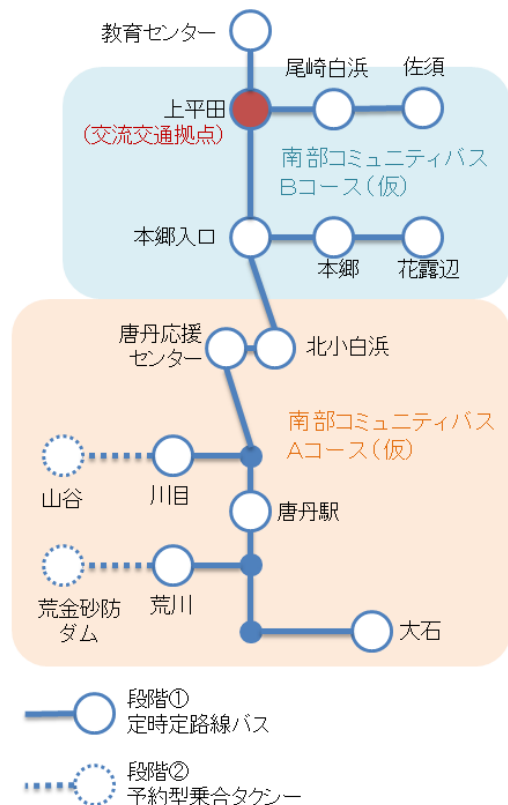 教育センター
尾崎白浜
佐須
上平田
(交流交通拠点)
南部コミュニティバス
Bコース(仮)
本郷入口
本郷
花露辺
唐丹応援
センター
北小白浜
南部コミュニティバス
Aコース(仮)
山谷
川目
唐丹駅
荒金砂防
ダム
荒川
大石
段階①
定時定路線バス
段階②
予約型乗合タクシー